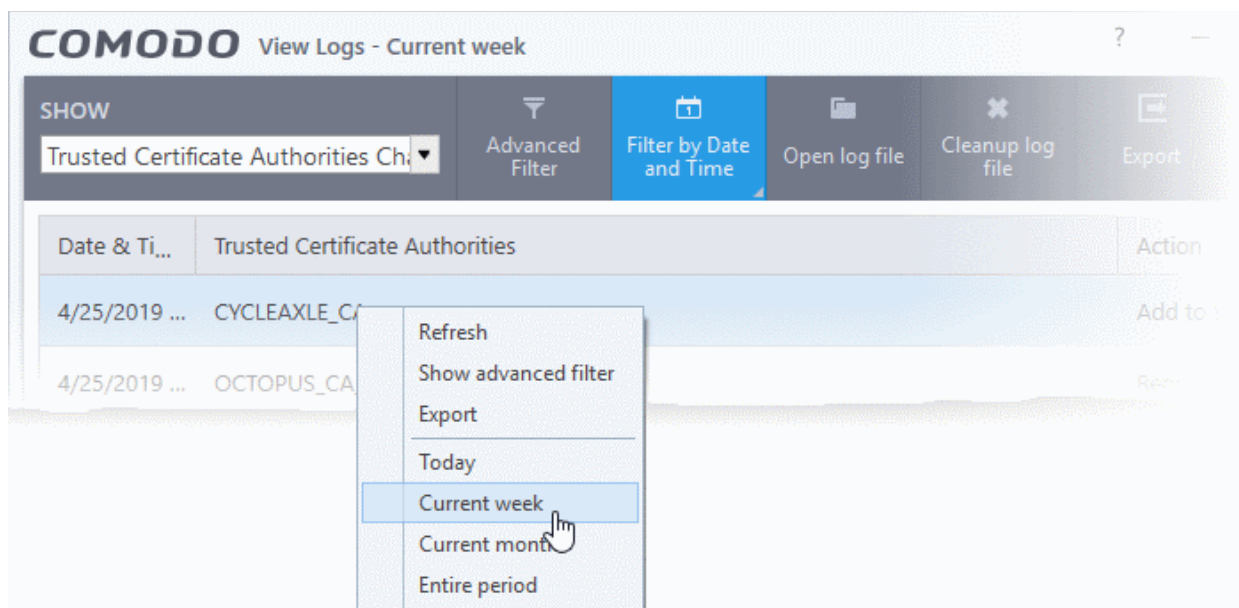 COMODO View Logs - Current week ?
SHOW
Trusted Certificate Authorities Ch
Advanced
Filter
Filter by Date
and Time
Open log file
Cleanup log
file
Export
Date & Ti... Trusted Certificate Authorities Action
4/25/2019 ... CYCLEAXLE_CA Add to
4/25/2019 ... OCTOPUS_CA
Refresh
Show advanced filter
Export
Today
Current week
Current month
Entire period